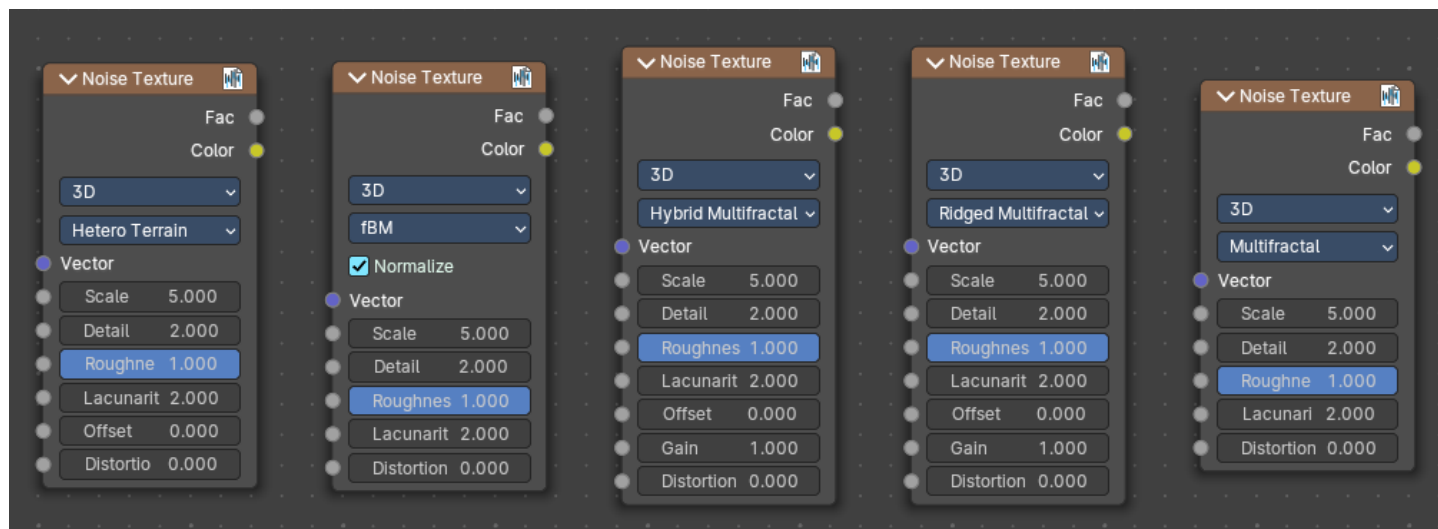 Noise Texture
Fac
Color
3D
Hetero Terrain
Vector
Scale 5.000
Detail 2.000
Roughne 1.000
Lacunarit 2.000
Offset 0.000
Distortio 0.000
Noise Texture
Fac
Color
3D
fBM
Normalize
Vector
Scale 5.000
Detail 2.000
Roughnes 1.000
Lacunarit 2.000
Distortion 0.000
Noise Texture
Fac
Color
3D
Hybrid Multifractal
Vector
Scale 5.000
Detail 2.000
Roughnes 1.000
Lacunarit 2.000
Offset 0.000
Gain 1.000
Distortion 0.000
Noise Texture
Fac
Color
3D
Ridged Multifractal
Vector
Scale 5.000
Detail 2.000
Roughnes 1.000
Lacunarit 2.000
Offset 0.000
Gain 1.000
Distortion 0.000
Noise Texture
Fac
Color
3D
Multifractal
Vector
Scale 5.000
Detail 2.000
Roughne 1.000
Lacunari 2.000
Distortion 0.000